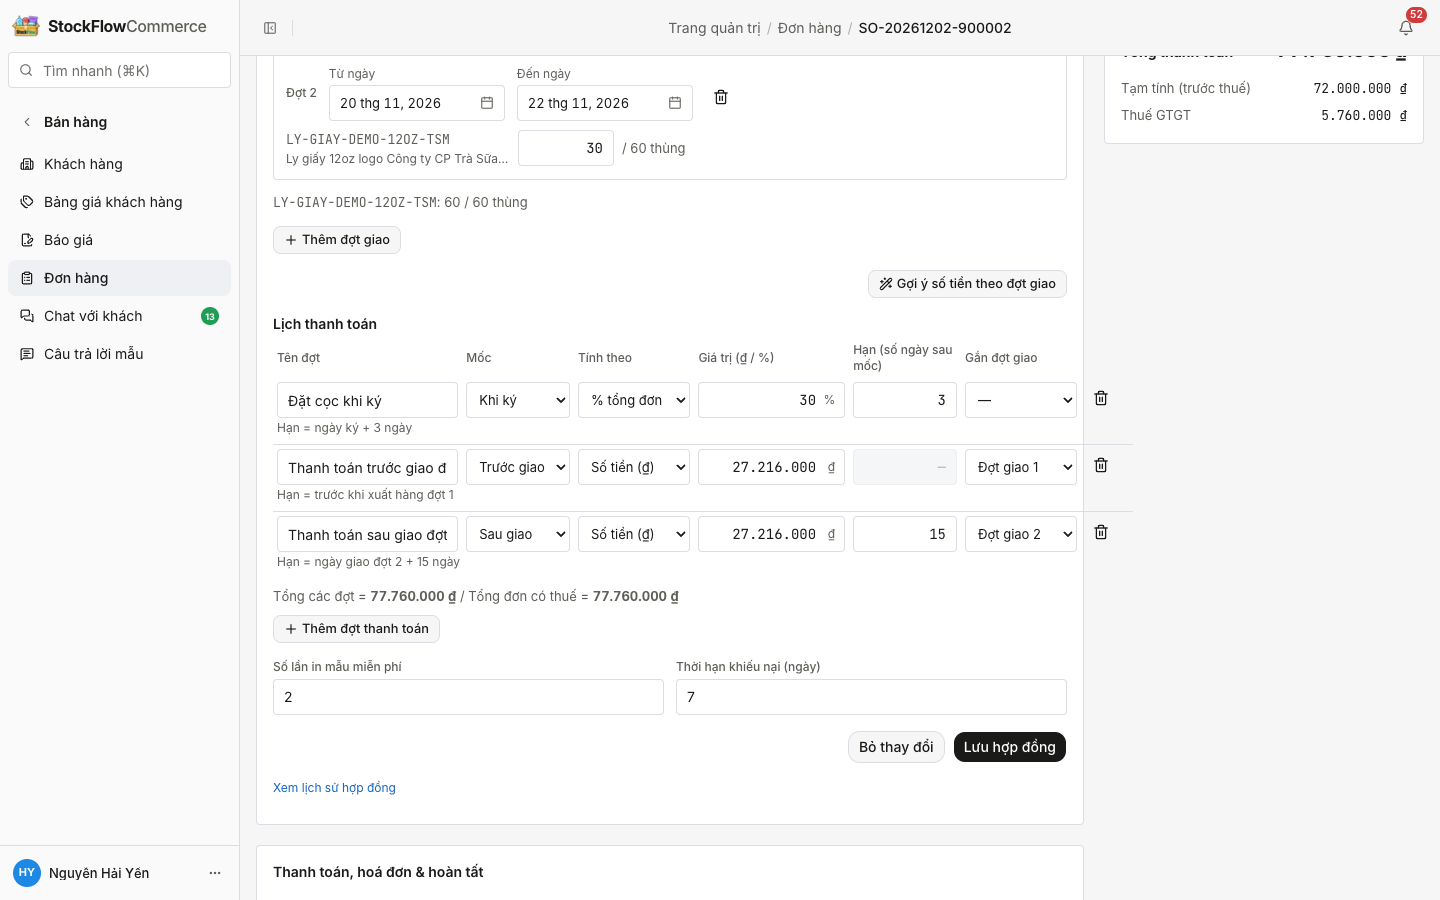 StockFlowCommerce
Tìm nhanh (⌘K)
Bán hàng
Khách hàng
Bảng giá khách hàng
Báo giá
Đơn hàng
Chat với khách
13
Câu trả lời mẫu
HY
Nguyễn Hải Yến
Trang quản trị / Đơn hàng / SO-20261202-900002
52
Từ ngày
Đến ngày
Đợt 2
20 thg 11, 2026
22 thg 11, 2026
LY-GIAY-DEMO-12OZ-TSM
Ly giấy 12oz logo Công ty CP Trà Sữa...
30
/ 60 thùng
LY-GIAY-DEMO-12OZ-TSM: 60 / 60 thùng
Thêm đợt giao
Gợi ý số tiền theo đợt giao
Lịch thanh toán
Tên đợt
Mốc
Tính theo
Giá trị (₫ / %)
Hạn (số ngày sau mốc)
Gắn đợt giao
Đặt cọc khi ký
Khi ký
% tổng đơn
30 %
3
—
Hạn = ngày ký + 3 ngày
Thanh toán trước giao đ
Trước giao
Số tiền (₫)
27.216.000 ₫
–
Đợt giao 1
Hạn = trước khi xuất hàng đợt 1
Thanh toán sau giao đợt
Sau giao
Số tiền (₫)
27.216.000 ₫
15
Đợt giao 2
Hạn = ngày giao đợt 2 + 15 ngày
Tổng các đợt = 77.760.000 ₫ / Tổng đơn có thuế = 77.760.000 ₫
Thêm đợt thanh toán
Số lần in mẫu miễn phí
Thời hạn khiếu nại (ngày)
2
7
Bỏ thay đổi
Lưu hợp đồng
Xem lịch sử hợp đồng
Thanh toán, hoá đơn & hoàn tất
Tạm tính (trước thuế)
72.000.000 ₫
Thuế GTGT
5.760.000 ₫